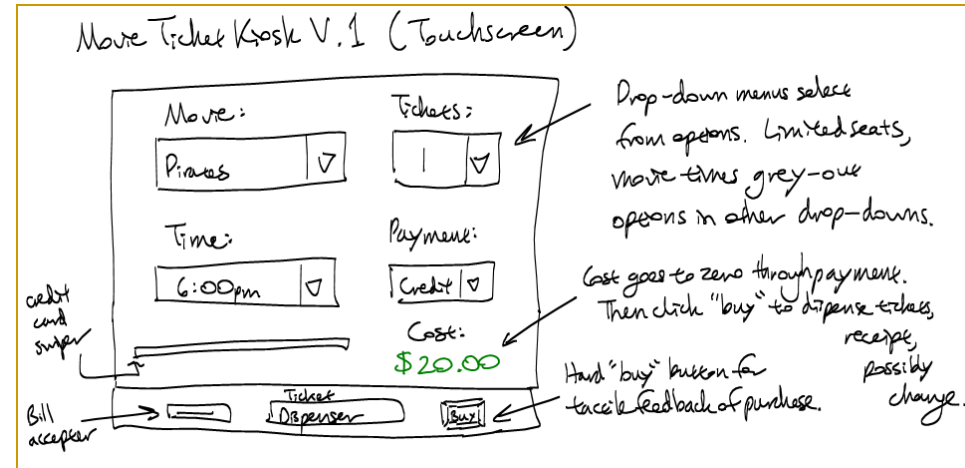 Movie Ticket Kiosk V.1 (Touchscreen)
Movie:
Pirates
Tickets:
1
Time:
6:00pm
Payment:
Credit
Cost:
$20.00
Ticket
Dispenser
Buy
credit
card
swiper
Bill
accepter
Drop-down menus select
from options. Limited seats,
movie times grey-out
options in other drop-downs.
Cost goes to zero through payment.
Then click "buy" to dispense tickets,
receipt,
possibly
change.
Hard "buy" button for
tactile feedback of purchase.